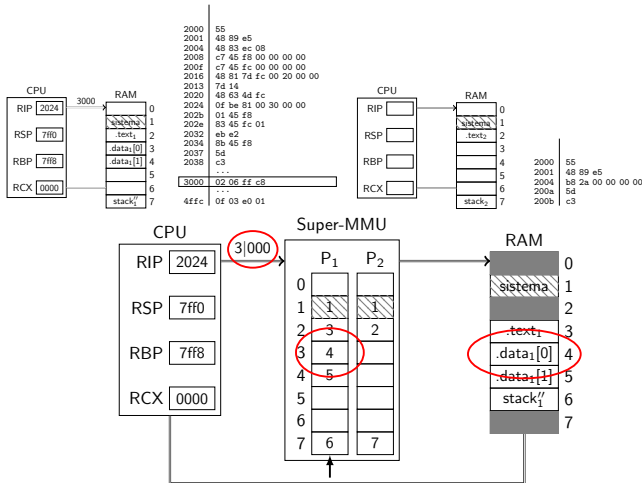 2000 55
2001 48 89 e5
2004 48 83 ec 08
2008 c7 45 f8 00 00 00 00
200f c7 45 fc 00 00 00 00
2016 48 81 7d fc 00 20 00 00
2013 7d 14
2020 48 63 4d fc
2024 0f be 81 00 30 00 00
202b 01 45 f8
202e 83 45 fc 01
2032 eb e2
2034 8b 45 f8
2037 5d
2038 c3
...
3000 02 06 ff c8
...
4ffc 0f 03 e0 01
CPU
RIP 2024
RSP 7ff0
RBP 7ff8
RCX 0000
3000
RAM
0
sistema 1
.text1 2
.data1[0] 3
.data1[1] 4
5
6
stack1'' 7
CPU
RIP
RSP
RBP
RCX
RAM
0
sistema 1
.text2 2
3
4
5
6
stack2 7
2000 55
2001 48 89 e5
2004 b8 2a 00 00 00 00
200a 5d
200b c3
CPU
RIP 2024
RSP 7ff0
RBP 7ff8
RCX 0000
3|000
Super-MMU
P1 P2
0
1 1 1
2 3 2
3 4
4 5
5
6
7 6 7
RAM
0
sistema 1
2
.text1 3
.data1[0] 4
.data1[1] 5
stack1'' 6
7